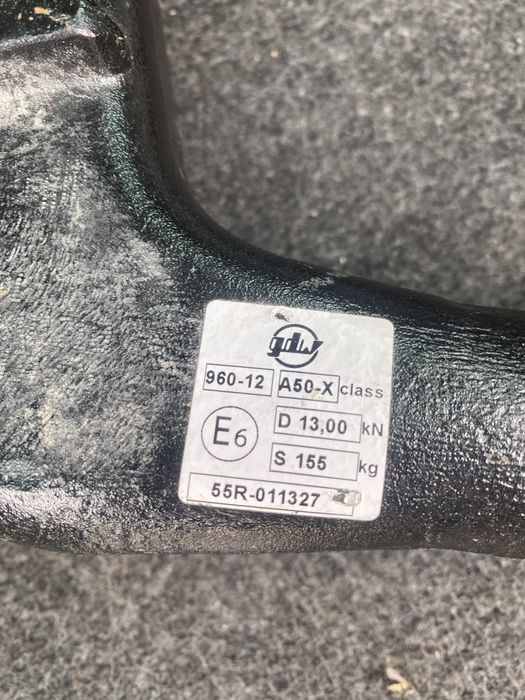 gdw
960-12 A50-X class
E6 D 13,00 kN
S 155 kg
55R-011327